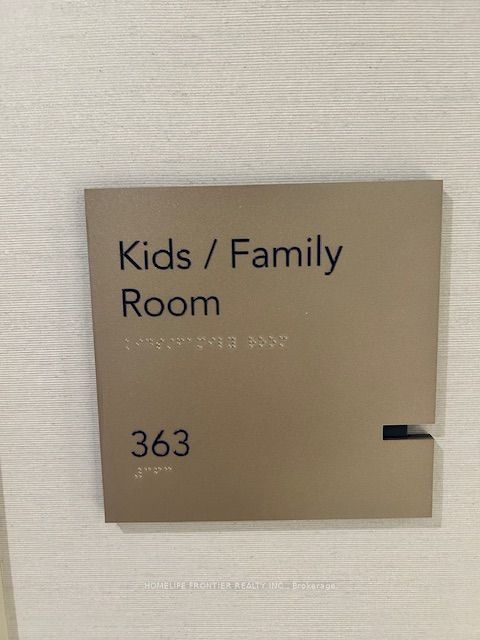 Kids / Family
Room
363
HOMELIFE FRONTIER REALTY INC., Brokerage